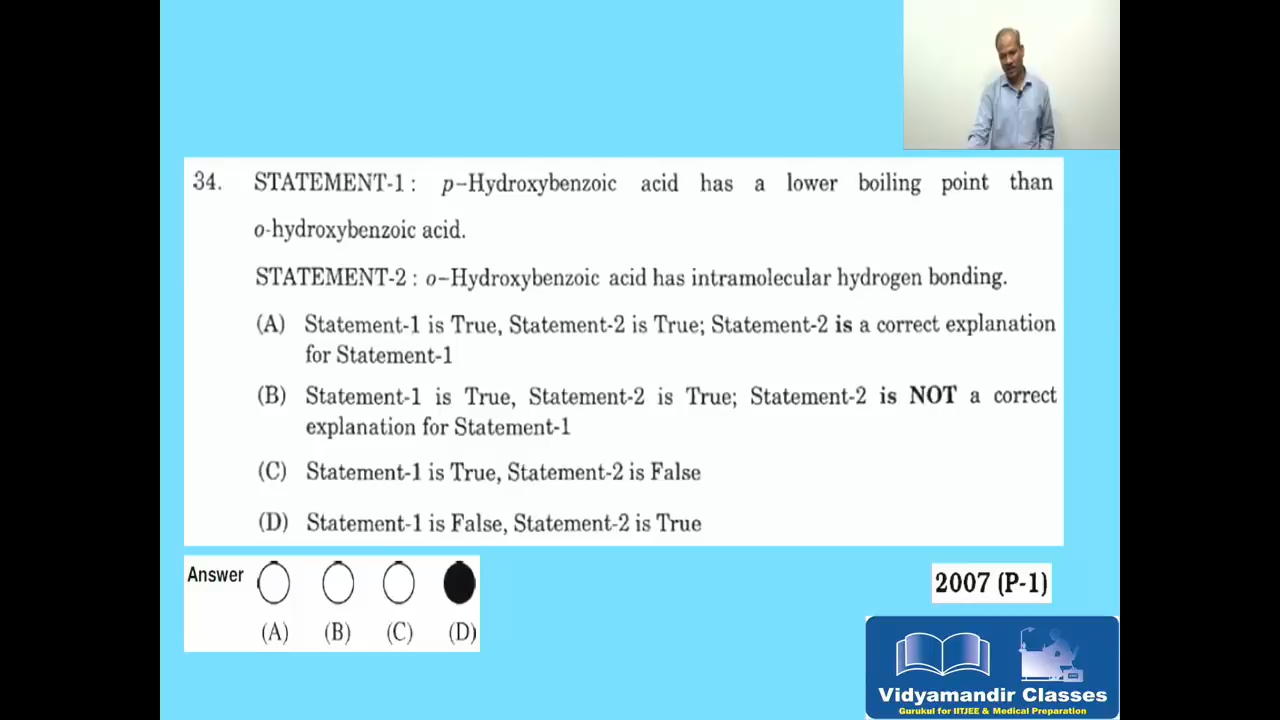 34. STATEMENT-1 : p–Hydroxybenzoic acid has a lower boiling point than
o-hydroxybenzoic acid.
STATEMENT-2 : o–Hydroxybenzoic acid has intramolecular hydrogen bonding.
(A) Statement-1 is True, Statement-2 is True; Statement-2 is a correct explanation
for Statement-1
(B) Statement-1 is True, Statement-2 is True; Statement-2 is NOT a correct
explanation for Statement-1
(C) Statement-1 is True, Statement-2 is False
(D) Statement-1 is False, Statement-2 is True
Answer
(A) (B) (C) (D)
2007 (P-1)
Vidyamandir Classes
Gurukul for IITJEE & Medical Preparation